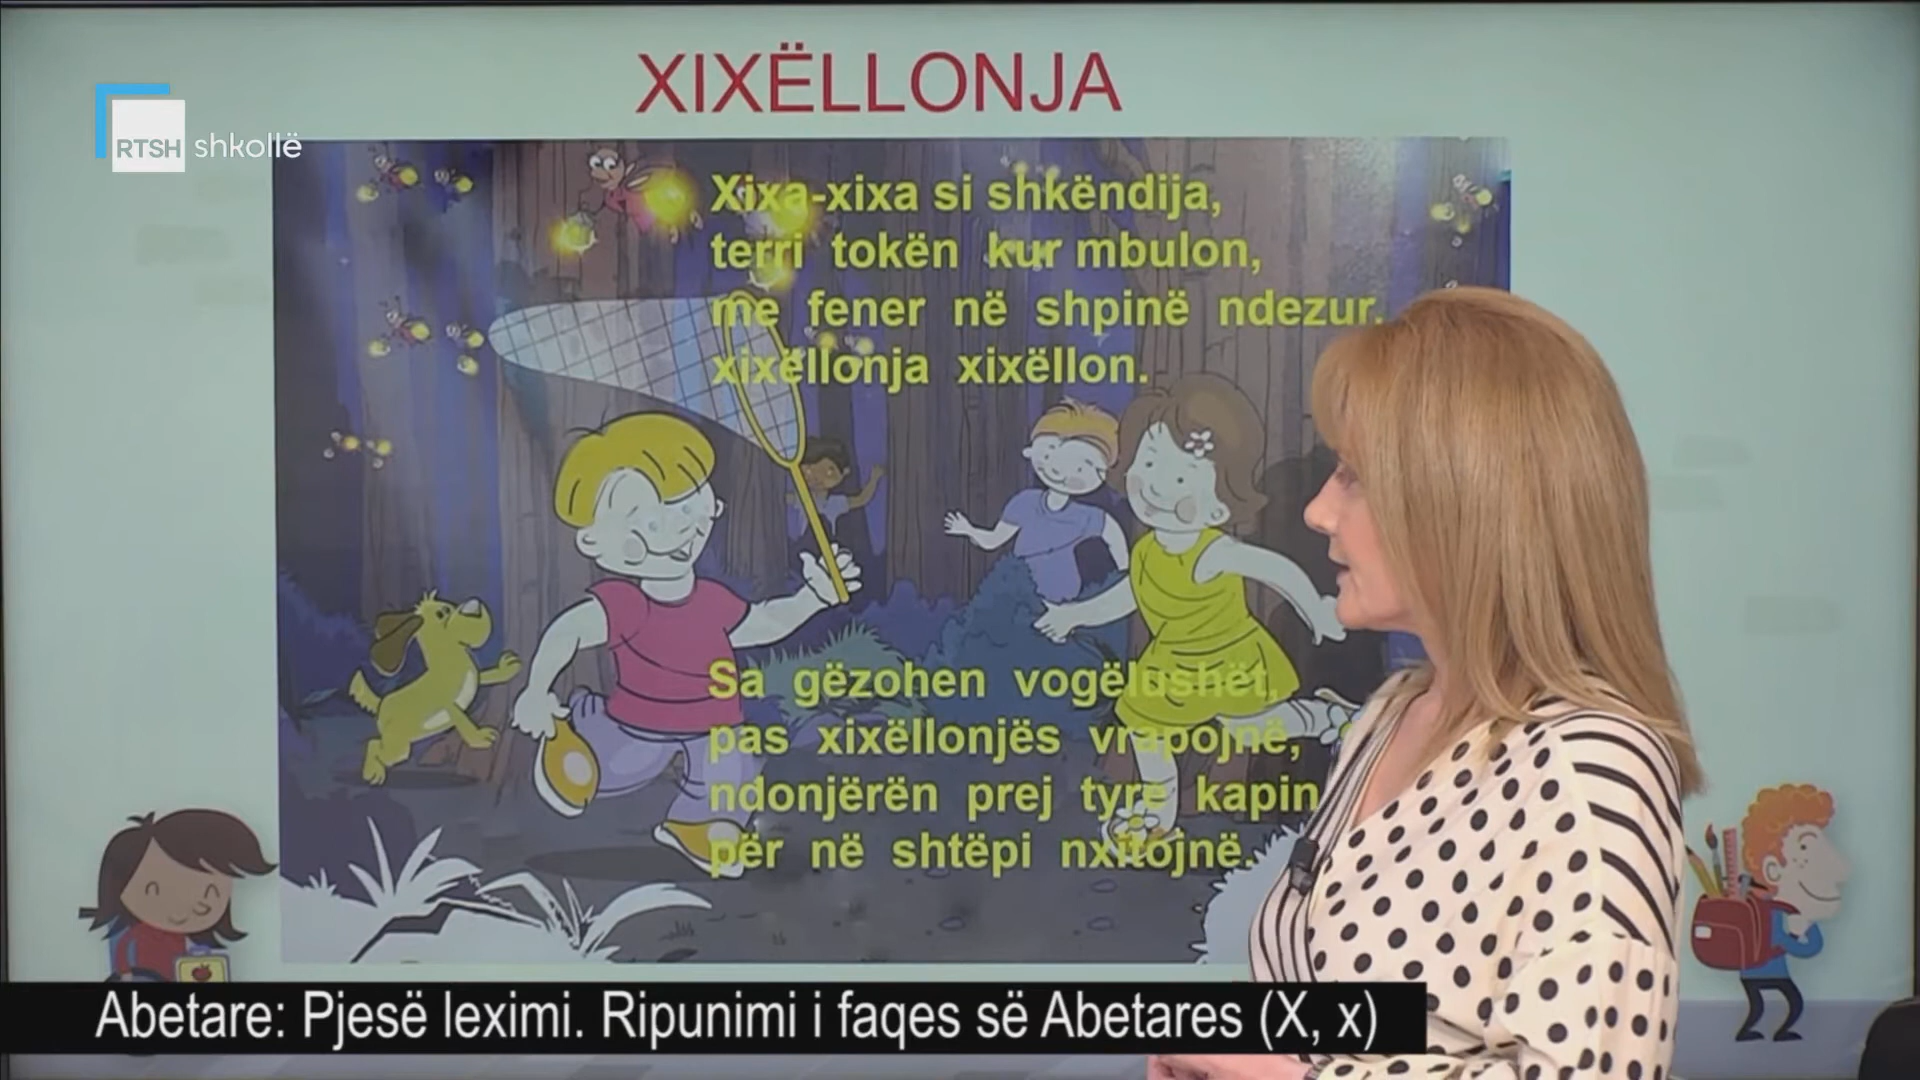 XIXËLLONJA
RTSH shkollë
Xixa-xixa si shkëndija,
terri tokën kur mbulon,
me fener në shpinë ndezur,
xixëllonja xixëllon.
Sa gëzohen vogëlushët,
pas xixëllonjës vrapojnë,
ndonjërën prej tyre kapin
për në shtëpi nxitojnë.
Abetare: Pjesë leximi. Ripunimi i faqes së Abetares (X, x)